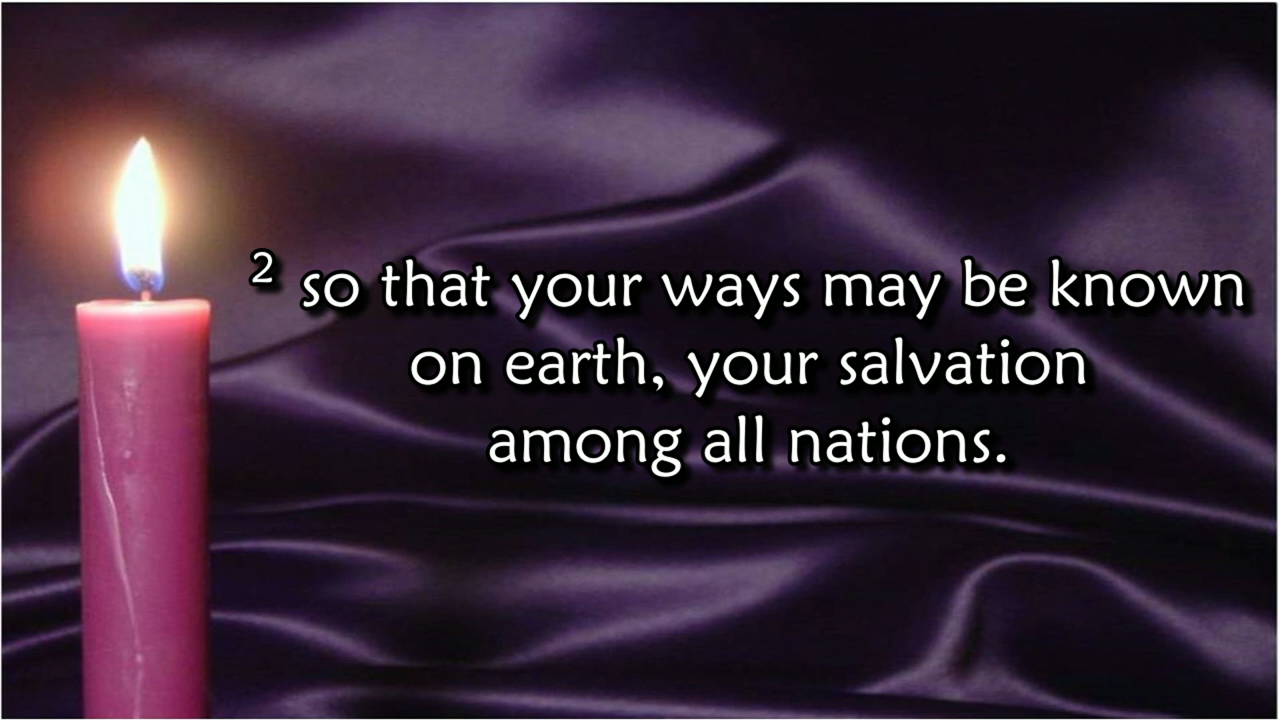 ² so that your ways may be known
on earth, your salvation
among all nations.